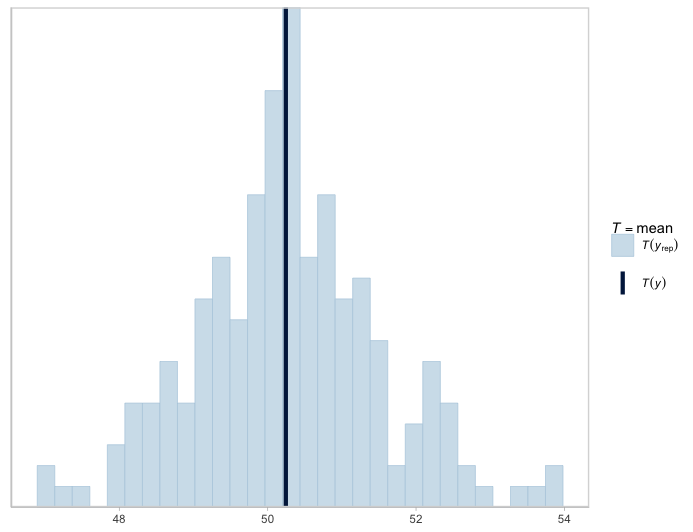 T = mean
T(yrep)
T(y)
48 50 52 54